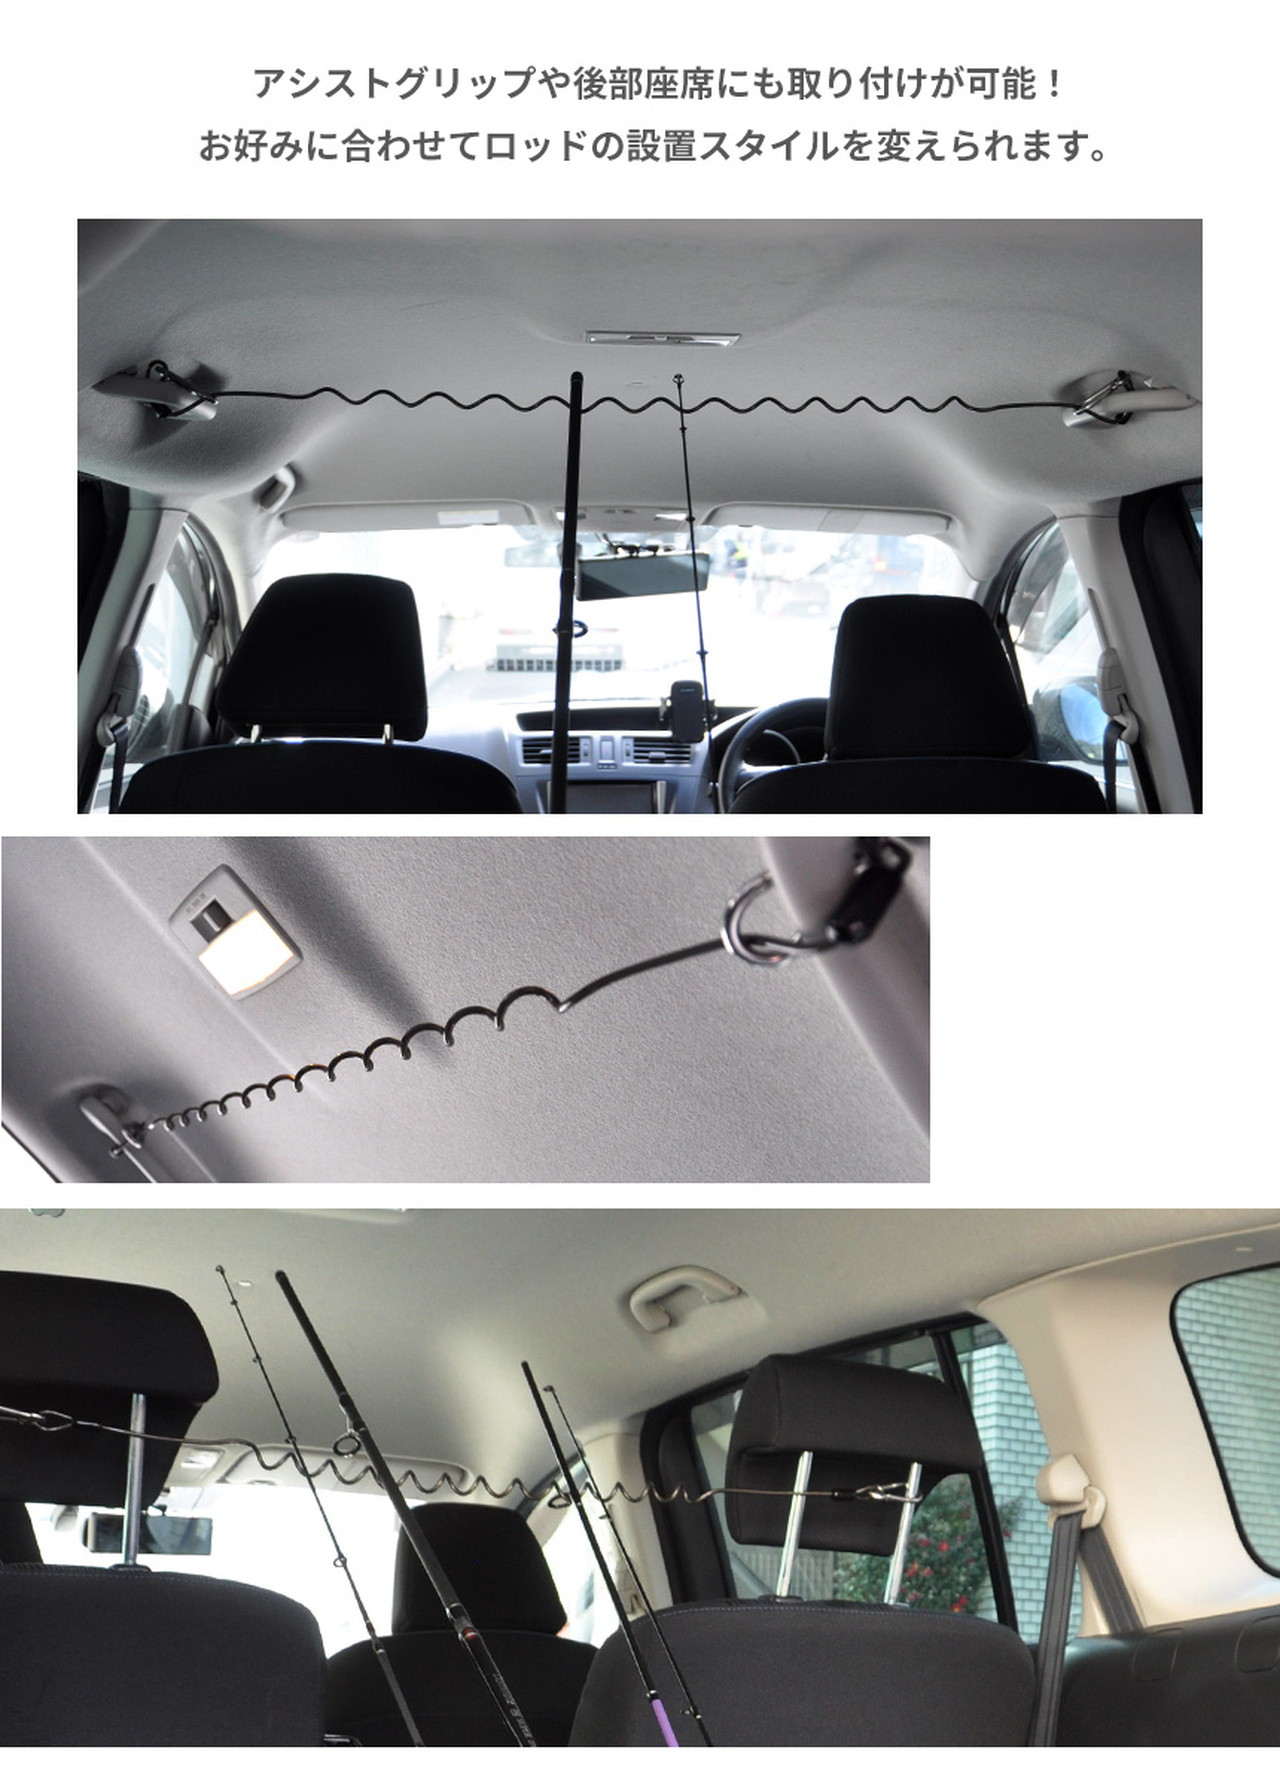 アシストグリップや後部座席にも取り付けが可能！
お好みに合わせてロッドの設置スタイルを変えられます。